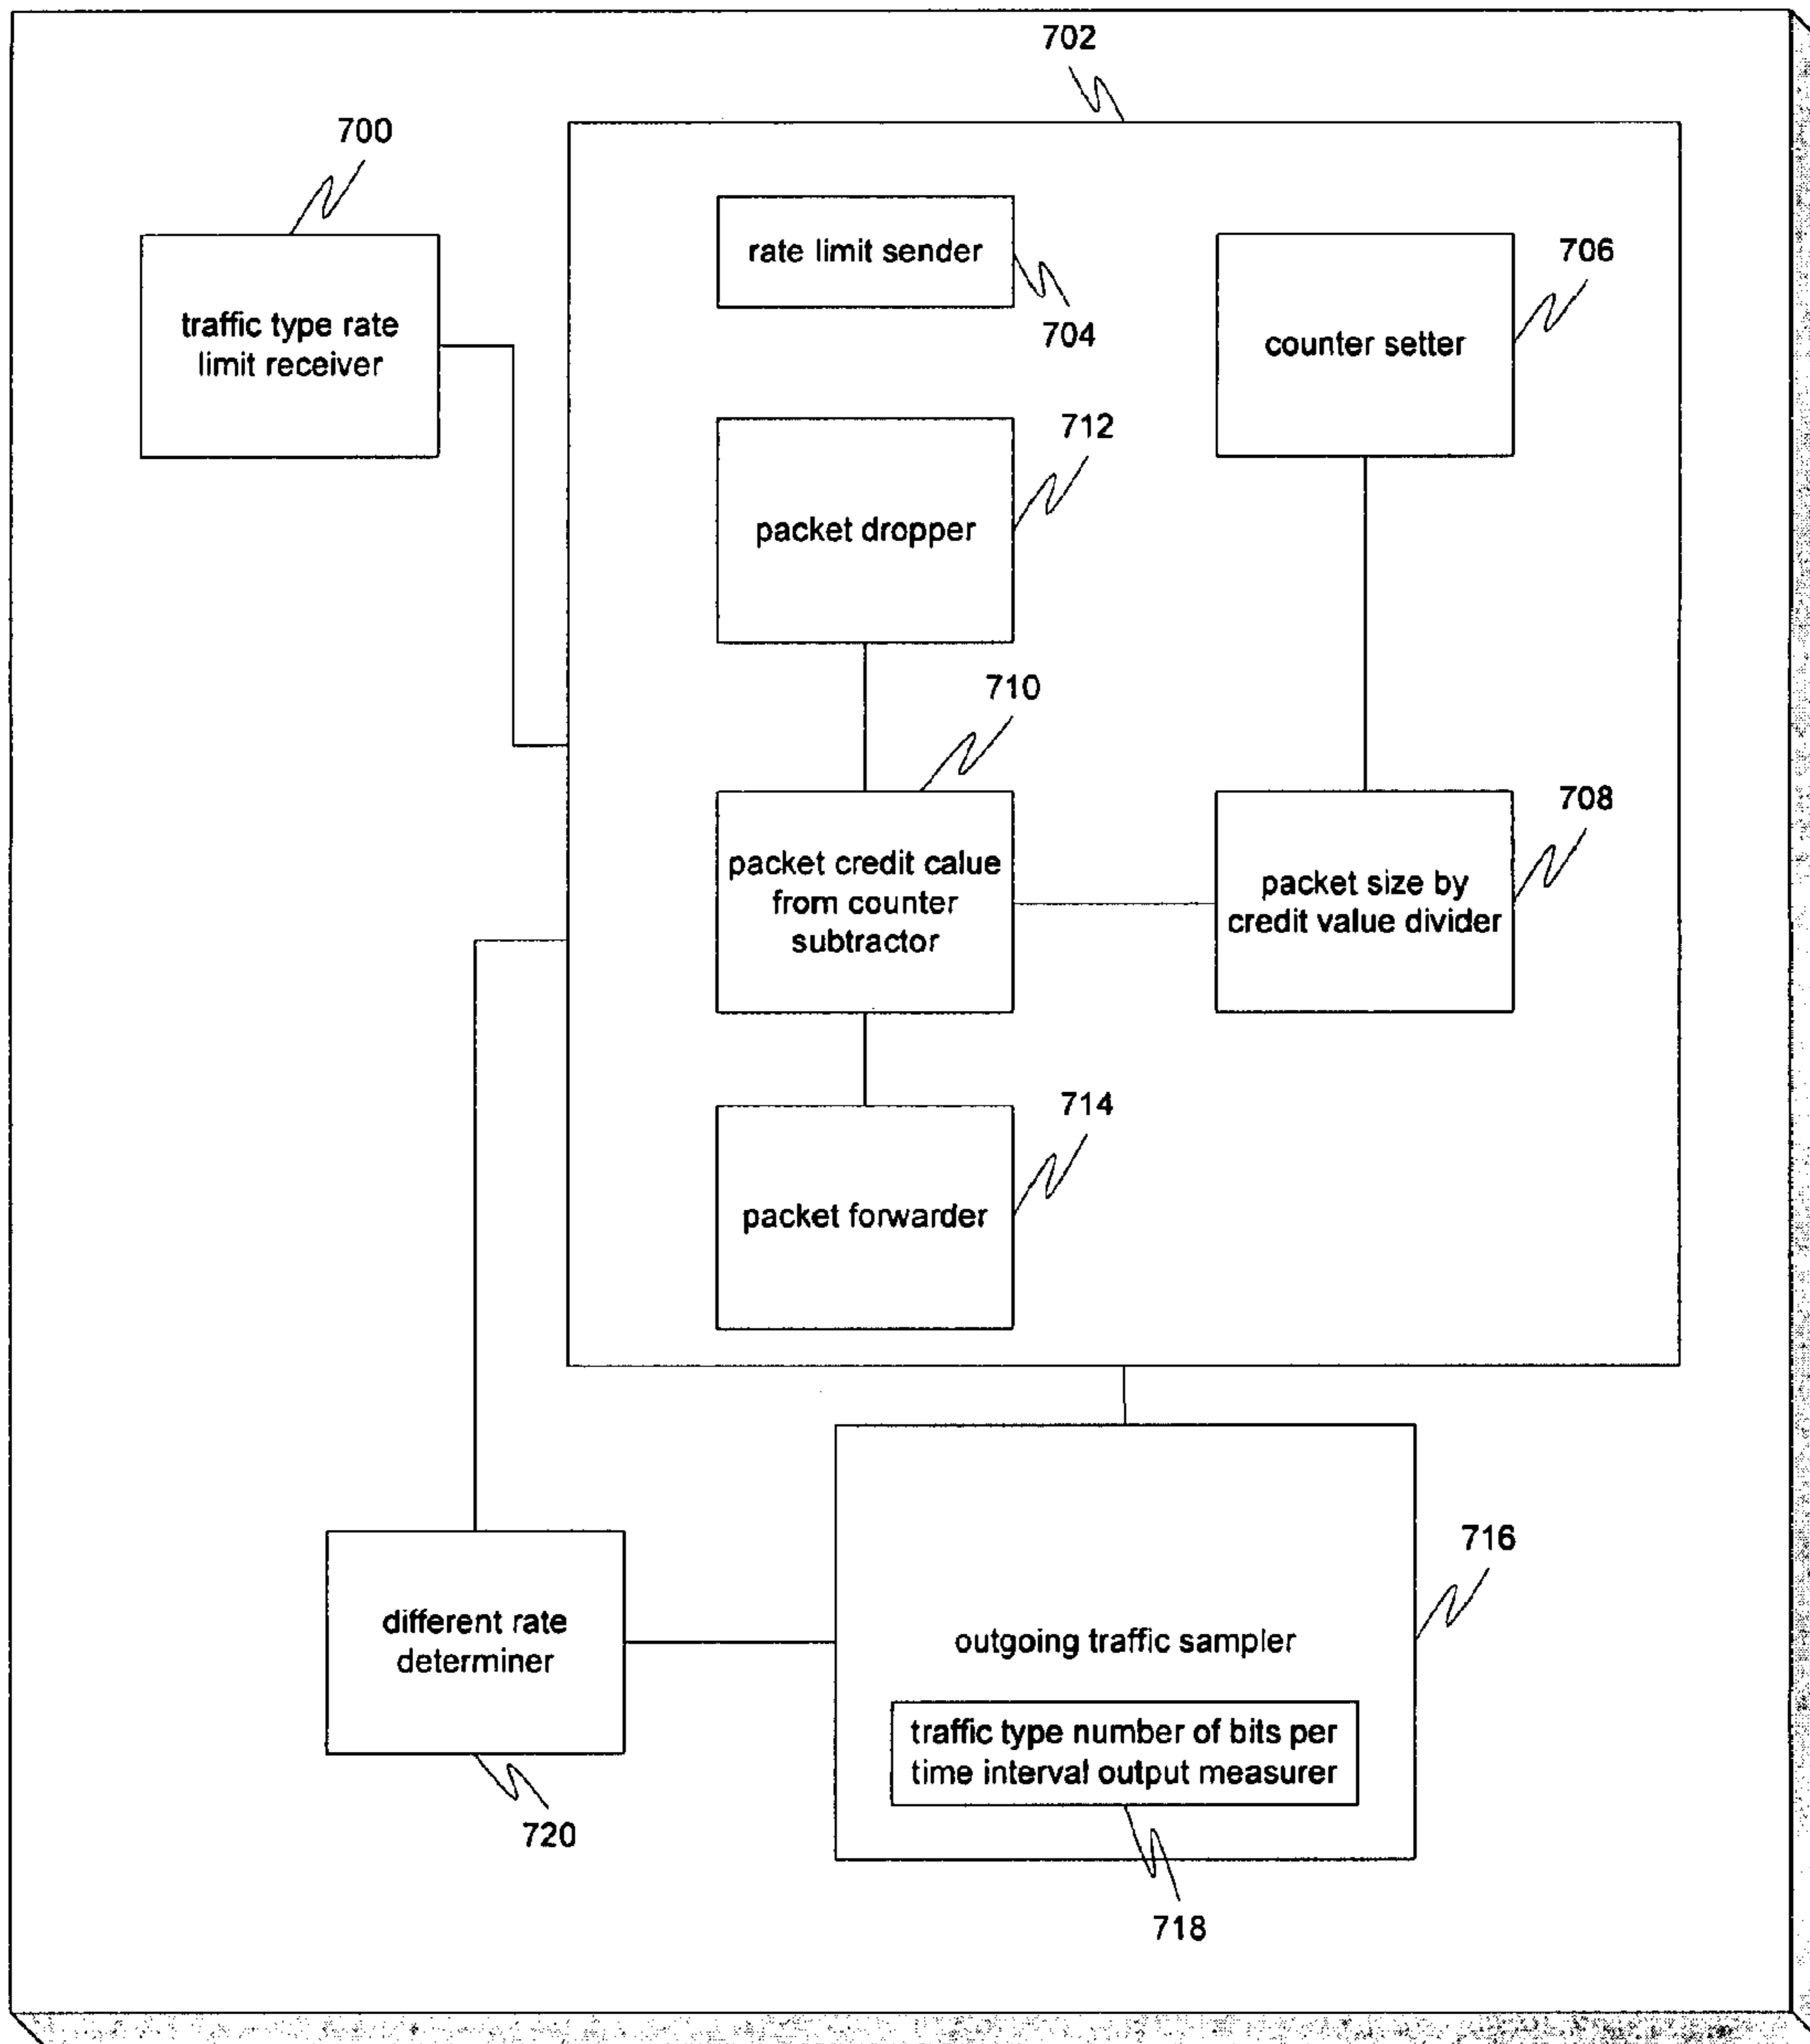 702
700
traffic type rate
limit receiver
rate limit sender
704
706
counter setter
712
packet dropper
710
packet credit calue
from counter
subtractor
708
packet size by
credit value divider
714
packet forwarder
716
outgoing traffic sampler
traffic type number of bits per
time interval output measurer
718
different rate
determiner
720